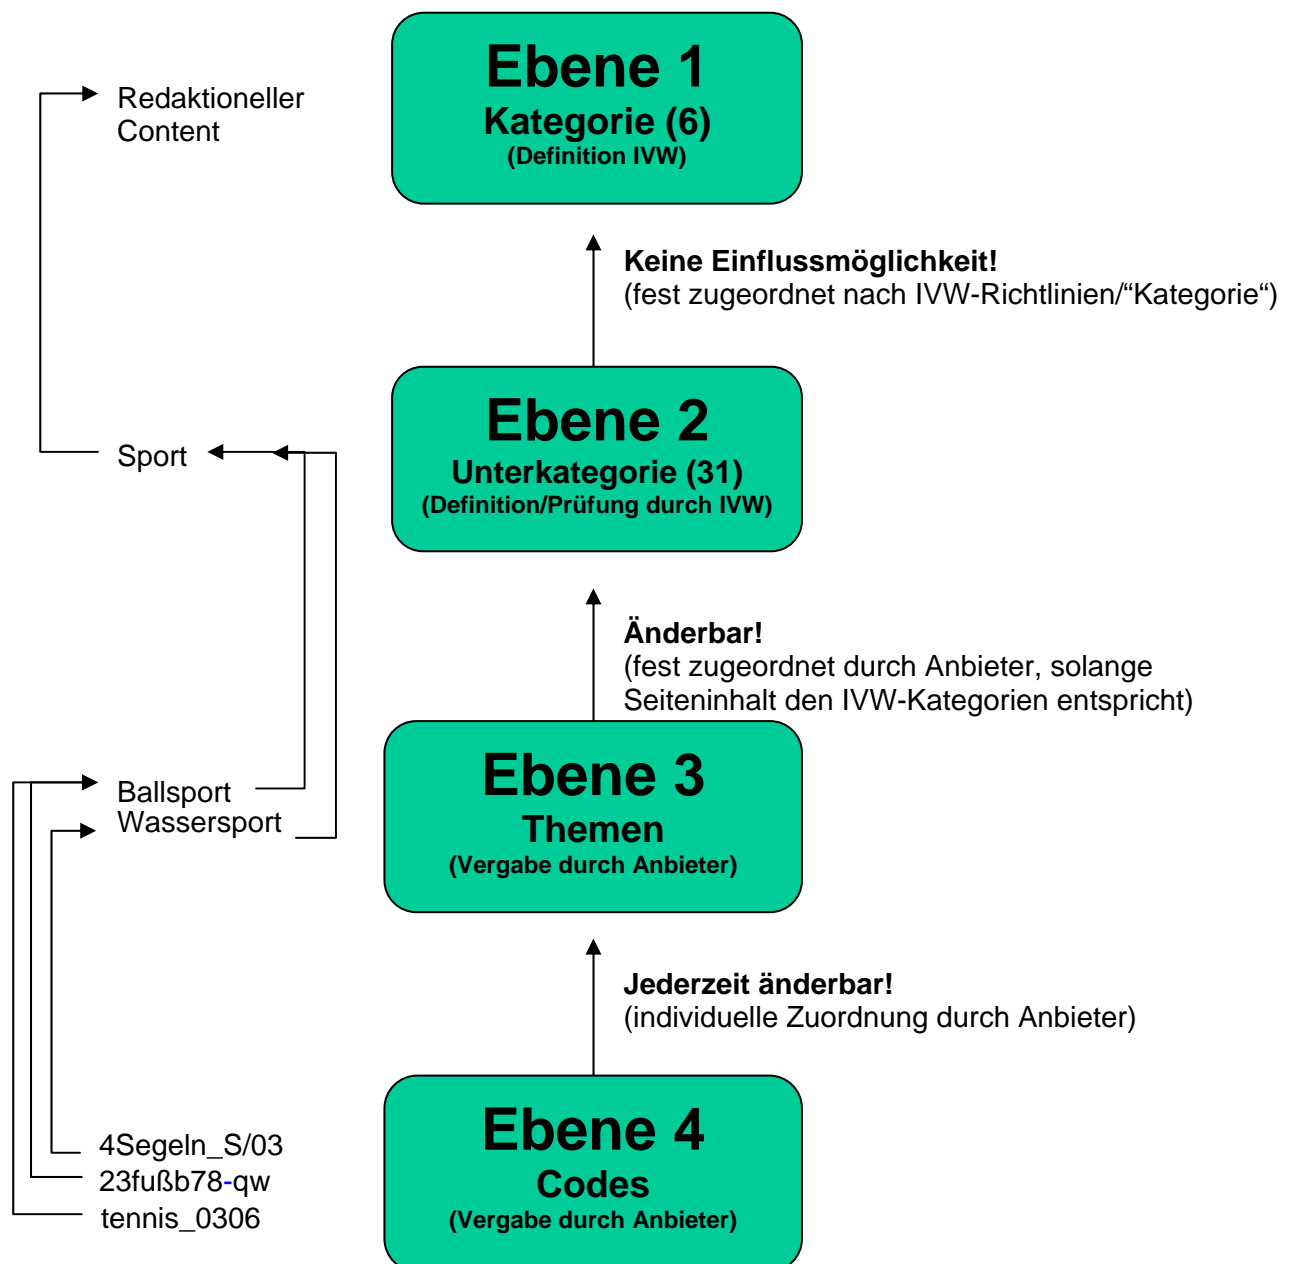 Ebene 1
Kategorie (6)
(Definition IVW)
Redaktioneller
Content
Keine Einflussmöglichkeit!
(fest zugeordnet nach IVW-Richtlinien/“Kategorie“)
Ebene 2
Unterkategorie (31)
(Definition/Prüfung durch IVW)
Sport
Änderbar!
(fest zugeordnet durch Anbieter, solange
Seiteninhalt den IVW-Kategorien entspricht)
Ebene 3
Themen
(Vergabe durch Anbieter)
Ballsport
Wassersport
Jederzeit änderbar!
(individuelle Zuordnung durch Anbieter)
Ebene 4
Codes
(Vergabe durch Anbieter)
4Segeln_S/03
23fußb78-qw
tennis_0306